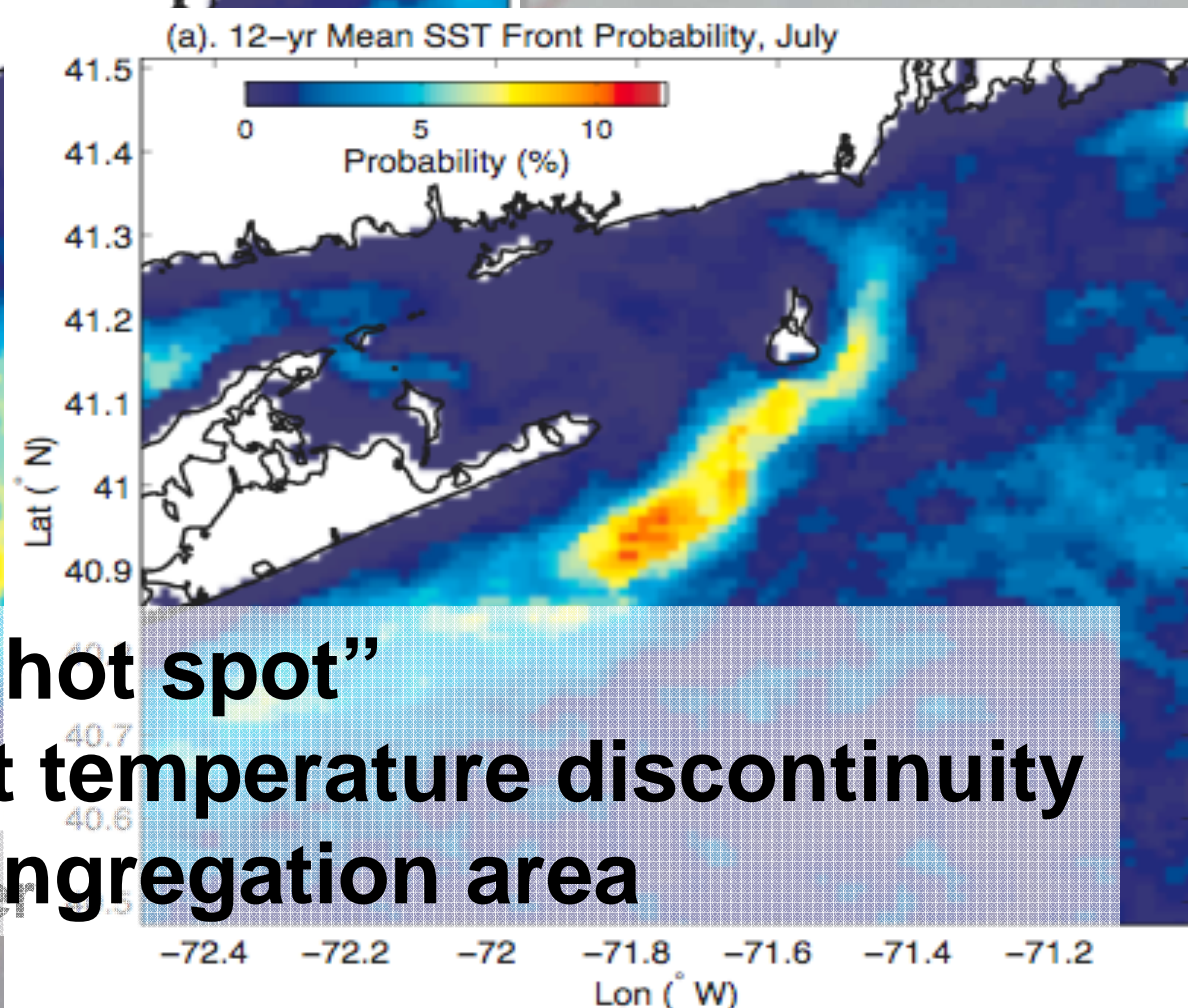 (a). 12–yr Mean SST Front Probability, July
41.5
0 5 10
Probability (%)
41.4
41.3
41.2
41.1
Lat (° N)
41
40.9
hot spot”
40.7
t temperature discontinuity
40.6
ngregation area
−72.4 −72.2 −72 −71.8 −71.6 −71.4 −71.2
Lon (° W)